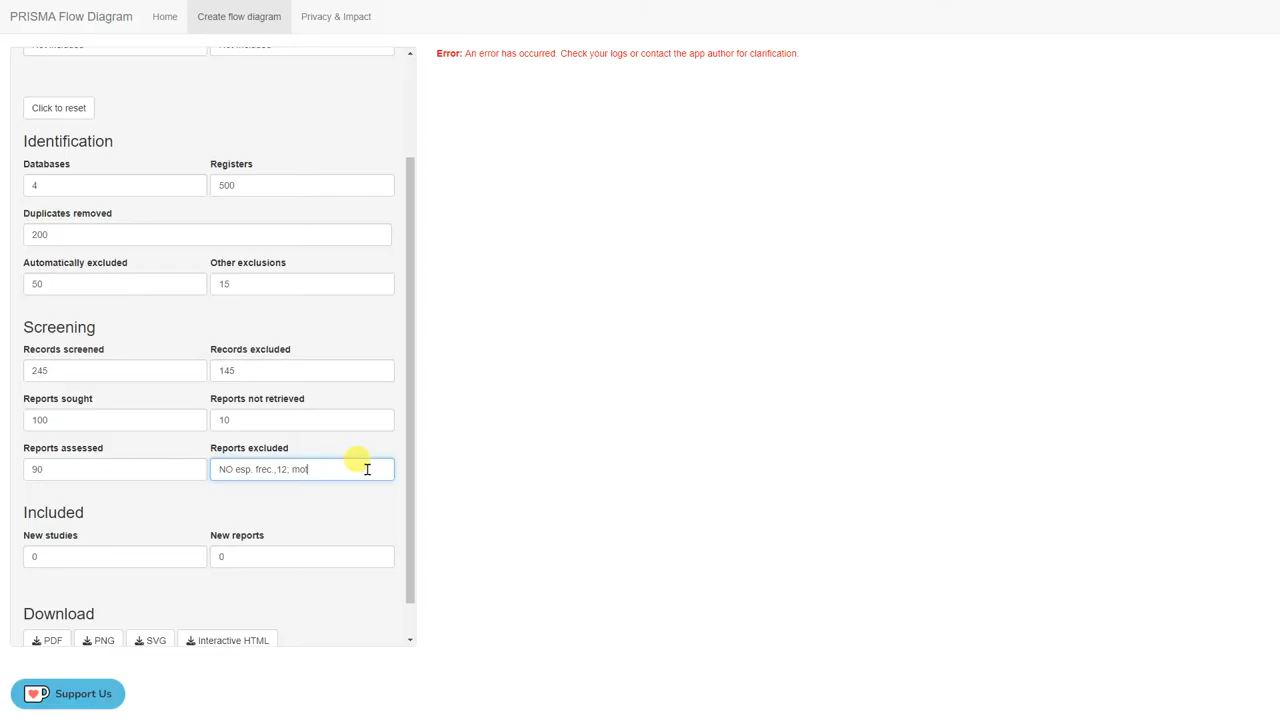 PRISMA Flow Diagram Home Create flow diagram Privacy & Impact
Error: An error has occurred. Check your logs or contact the app author for clarification.
Click to reset
Identification
Databases Registers
4 500
Duplicates removed
200
Automatically excluded Other exclusions
50 15
Screening
Records screened Records excluded
245 145
Reports sought Reports not retrieved
100 10
Reports assessed Reports excluded
90 NO esp. frec.,12; mot
Included
New studies New reports
0 0
Download
PDF PNG SVG Interactive HTML
Support Us